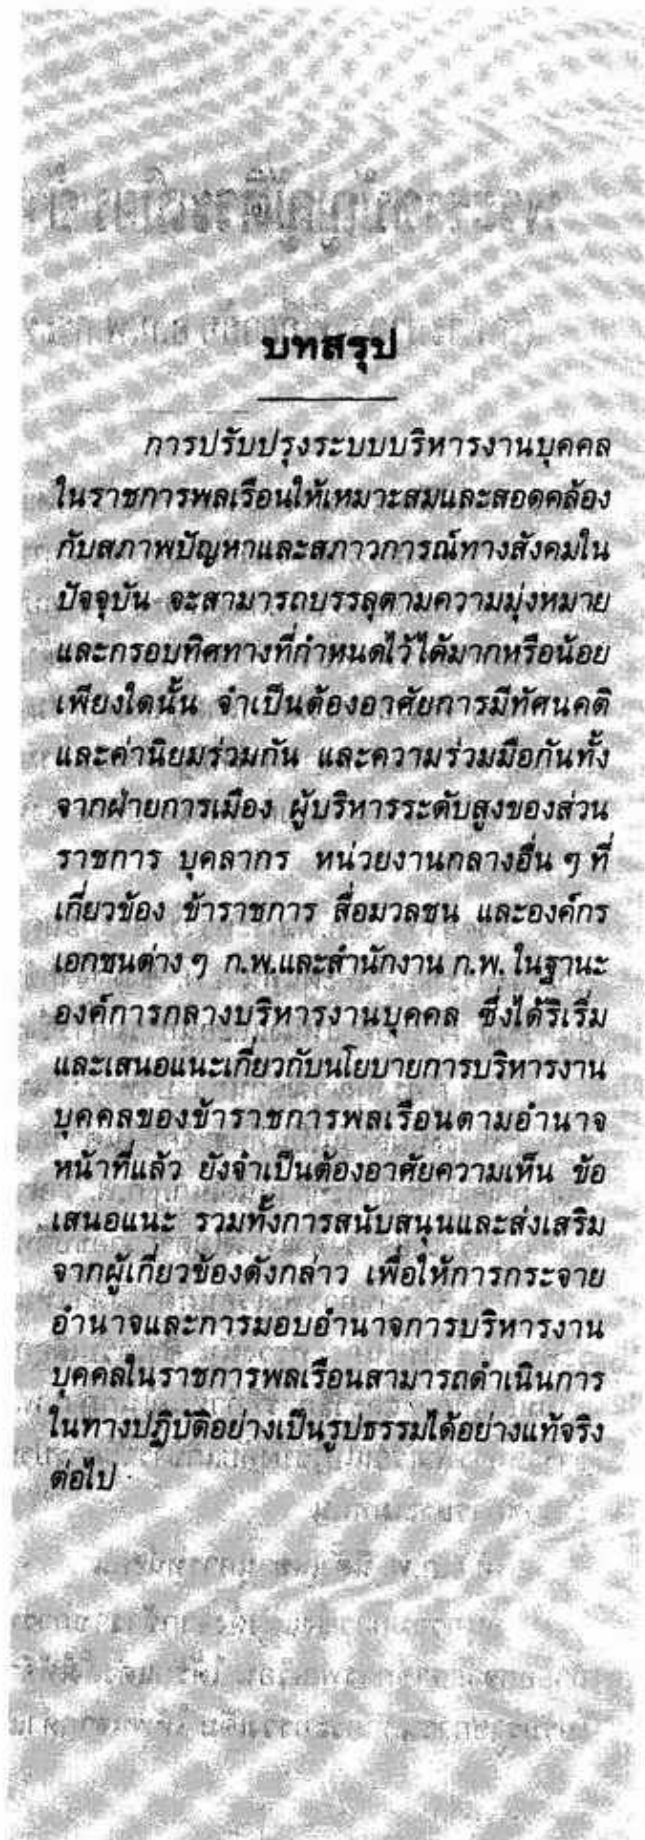 บทสรุป
การปรับปรุงระบบบริหารงานบุคคล
ในราชการพลเรือนให้เหมาะสมและสอดคล้อง
กับสภาพปัญหาและสภาวการณ์ทางสังคมใน
ปัจจุบัน จะสามารถบรรลุตามความมุ่งหมาย
และกรอบทิศทางที่กำหนดไว้ได้มากหรือน้อย
เพียงใดนั้น จำเป็นต้องอาศัยการมีทัศนคติ
และค่านิยมร่วมกัน และความร่วมมือกันทั้ง
จากฝ่ายการเมือง ผู้บริหารระดับสูงของส่วน
ราชการ บุคลากร หน่วยงานกลางอื่น ๆ ที่
เกี่ยวข้อง ข้าราชการ สื่อมวลชน และองค์กร
เอกชนต่าง ๆ ก.พ.และสำนักงาน ก.พ. ในฐานะ
องค์การกลางบริหารงานบุคคล ซึ่งได้ริเริ่ม
และเสนอแนะเกี่ยวกับนโยบายการบริหารงาน
บุคคลของข้าราชการพลเรือนตามอำนาจ
หน้าที่แล้ว ยังจำเป็นต้องอาศัยความเห็น ข้อ
เสนอแนะ รวมทั้งการสนับสนุนและส่งเสริม
จากผู้เกี่ยวข้องดังกล่าว เพื่อให้การกระจาย
อำนาจและการมอบอำนาจการบริหารงาน
บุคคลในราชการพลเรือนสามารถดำเนินการ
ในทางปฏิบัติอย่างเป็นรูปธรรมได้อย่างแท้จริง
ต่อไป